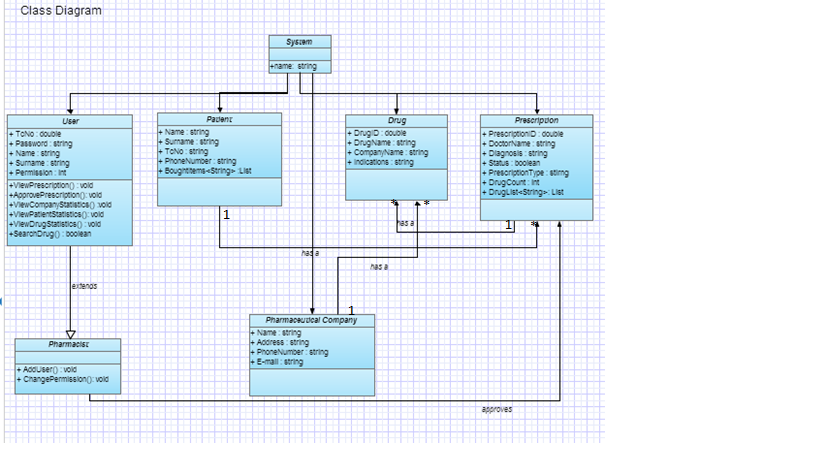 Class Diagram
System
+name: string
User
+ TcNo : double
+ Password : string
+ Name : string
+ Surname : string
+ Permission : int
+ViewPrescription() : void
+ApprovePrescription(): void
+ViewCompanyStatistics() :void
+ViewPatientStatistics(): void
+ViewDrugStatistics() : void
+SearchDrug() : boolean
Patient
+ Name : string
+ Surname : string
+ TcNo : string
+ PhoneNumber : string
+ BoughtItems<String> :List
Drug
+ DrugID : double
+ DrugName : string
+ CompanyName : string
+ Indications : string
Prescription
+ PrescriptionID : double
+ DoctorName : string
+ Diagnosis : string
+ Status : boolean
+ PrescriptionType : stirng
+ DrugCount : int
+ DrugList<String> : List
1
*
*
has a
1
*
has a
has a
extends
1
Pharmaceutical Company
+ Name : string
+ Address : string
+ PhoneNumber : string
+ E-mail : string
Pharmacist
+ AddUser() : void
+ ChangePermission(): void
approves